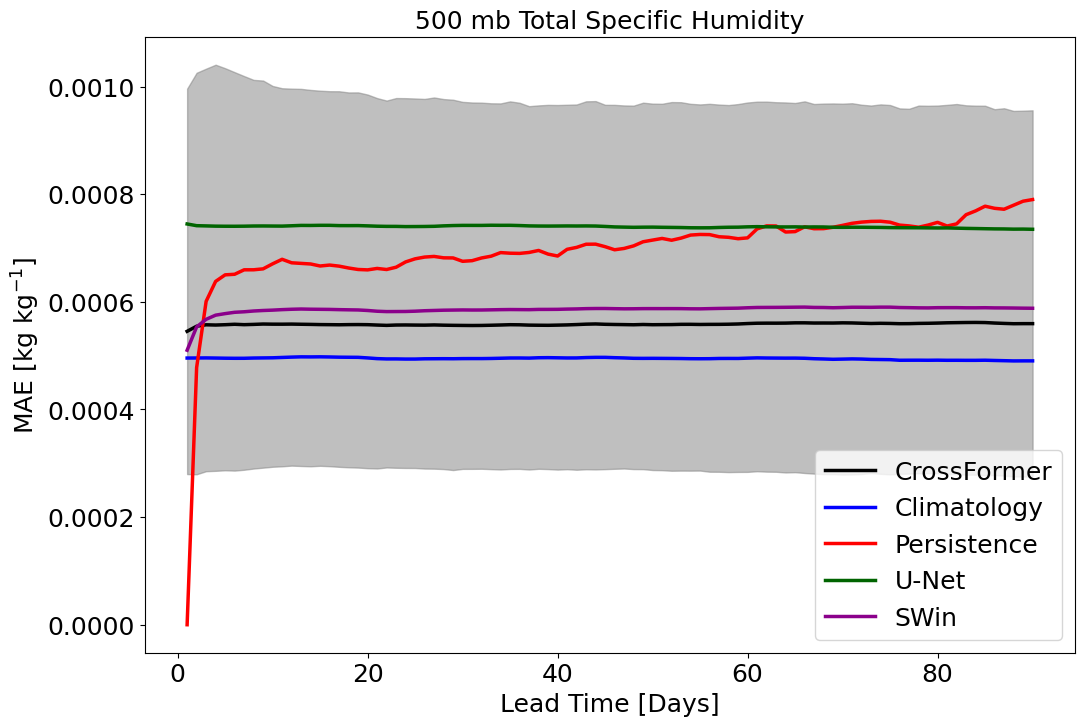 500 mb Total Specific Humidity
MAE [kg kg⁻¹]
0.0010
0.0008
0.0006
0.0004
0.0002
0.0000
0 20 40 60 80
Lead Time [Days]
CrossFormer
Climatology
Persistence
U-Net
SWin